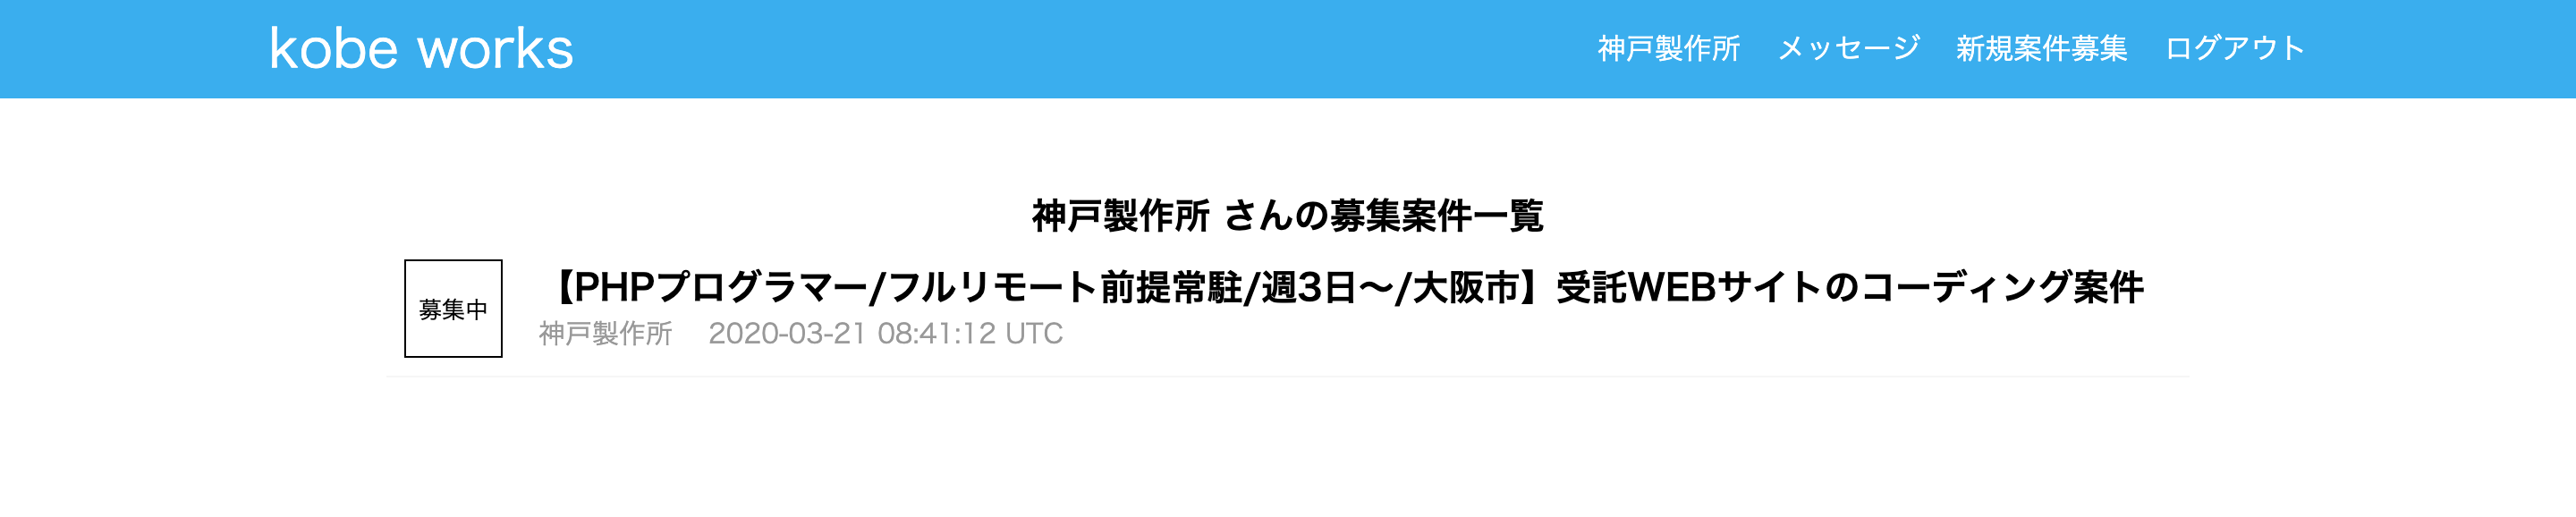 kobe works
神戸製作所 メッセージ 新規案件募集 ログアウト
神戸製作所 さんの募集案件一覧
募集中
【PHPプログラマー/フルリモート前提常駐/週3日〜/大阪市】受託WEBサイトのコーディング案件
神戸製作所 2020-03-21 08:41:12 UTC